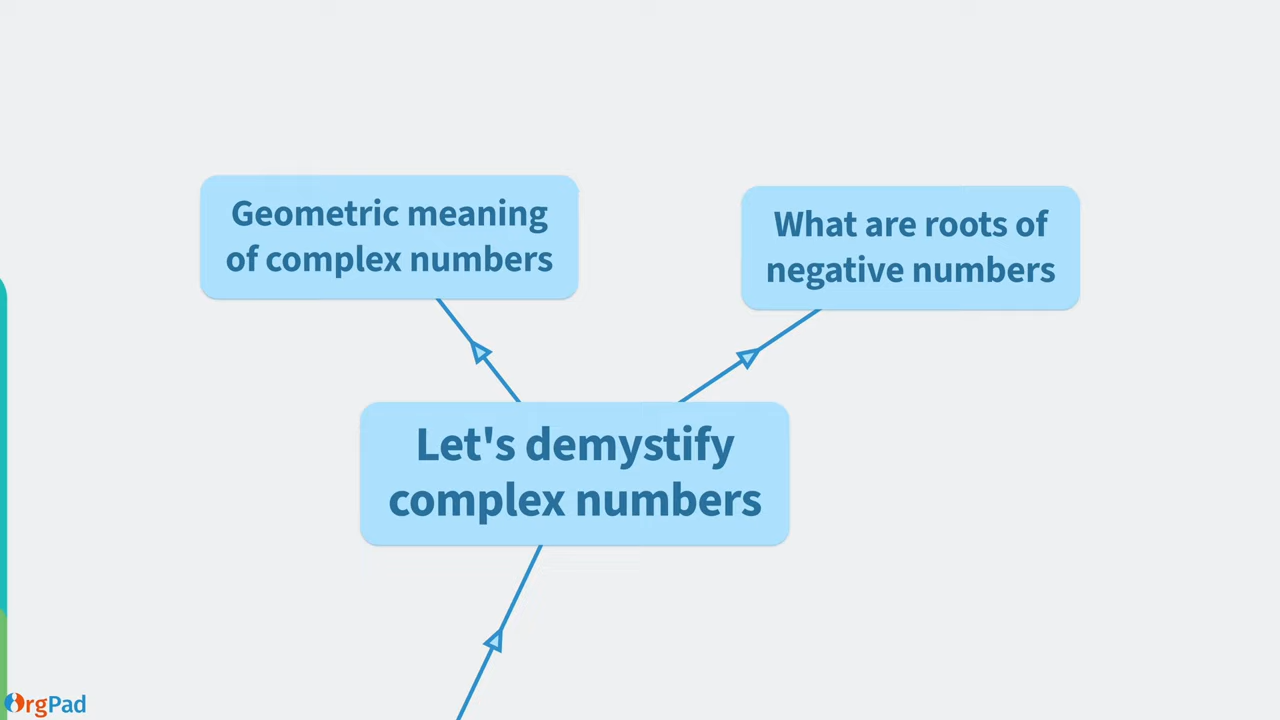 Geometric meaning
of complex numbers
What are roots of
negative numbers
Let's demystify
complex numbers
OrgPad